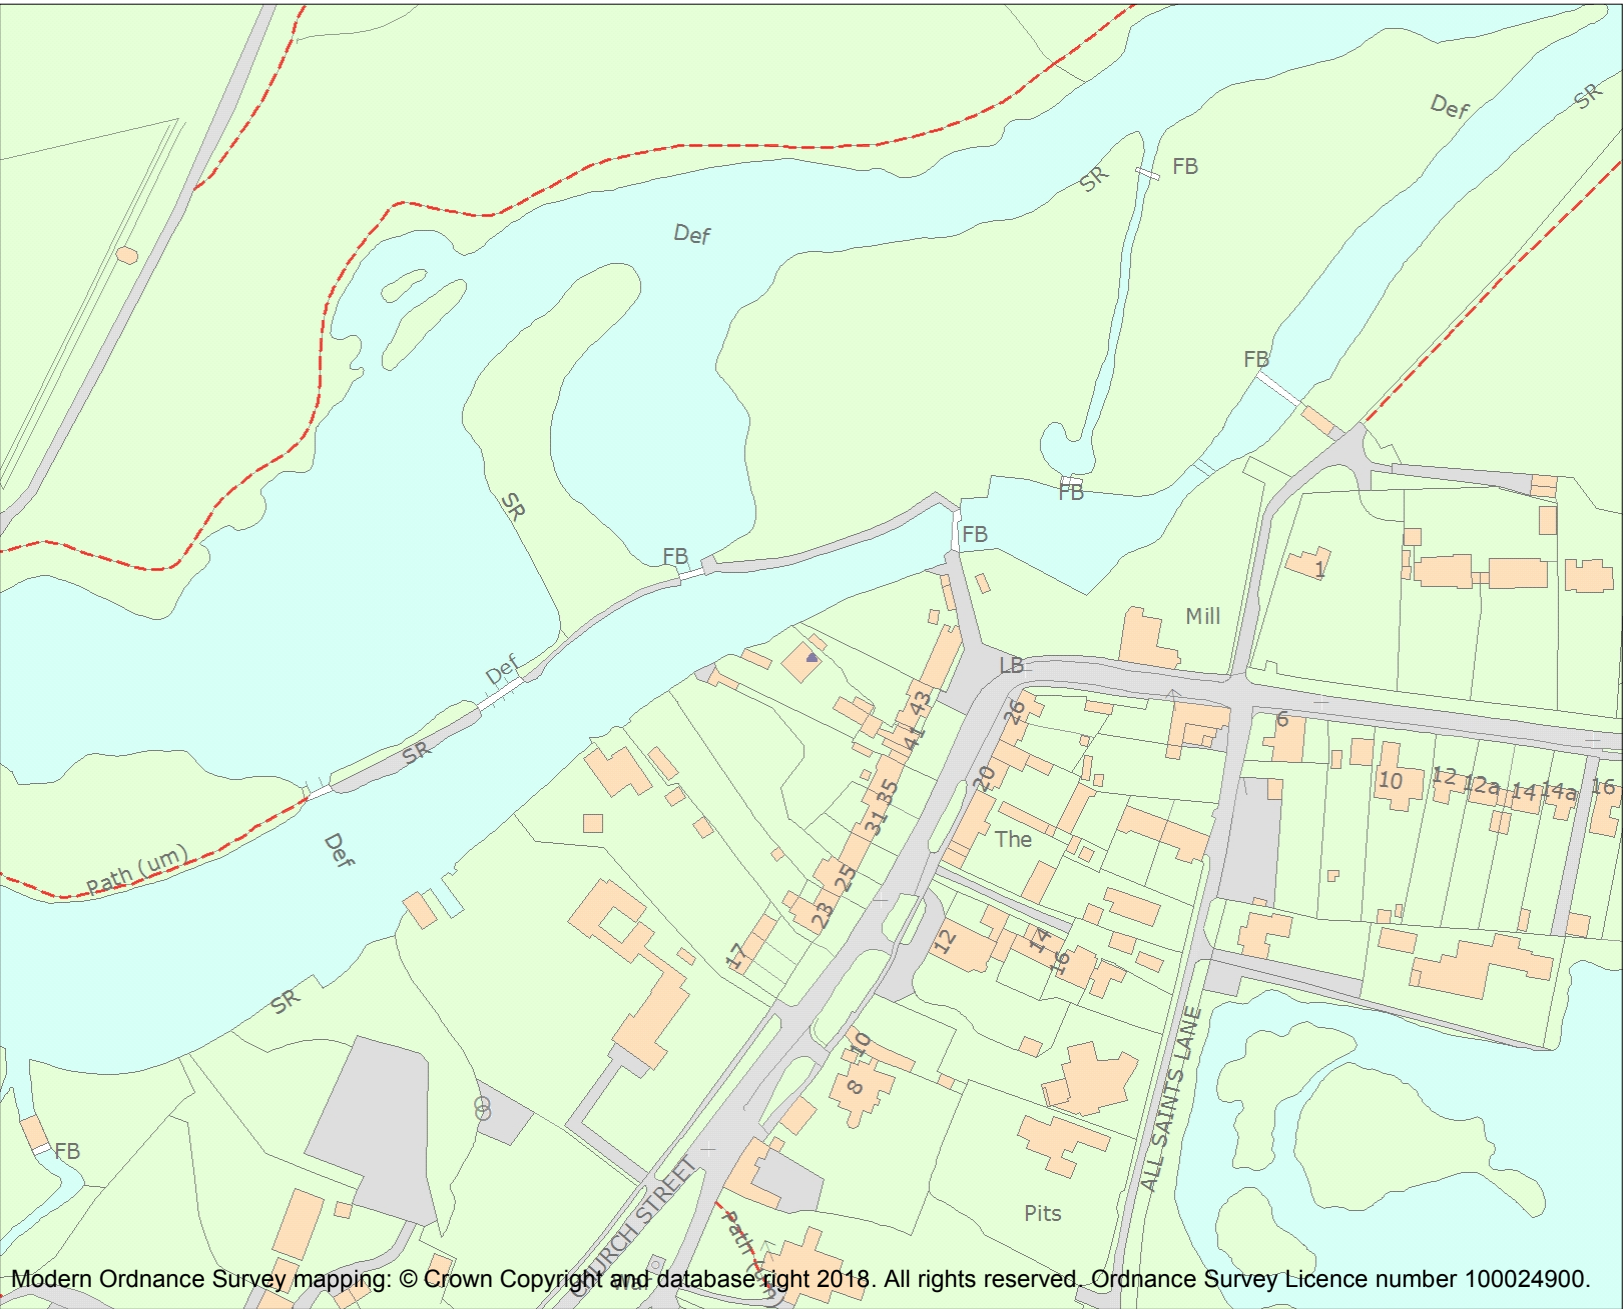 Def
SR
FB
SR
Def
FB
SR
FB
FB
FB
1
Mill
Def
LB
43
26
6
41
SR
20
10
12
12a
14
14a
16
35
31
The
Def
Path (um)
25
23
12
14
17
16
SR
10
8
FB
ALL SAINTS LANE
CHURCH STREET
Pits
Path (um)
War
Modern Ordnance Survey mapping: © Crown Copyright and database right 2018. All rights reserved. Ordnance Survey Licence number 100024900.